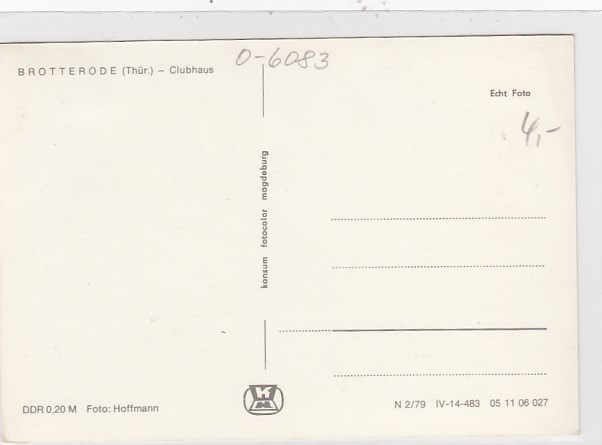 O-6083
BROTTERODE (Thür.) – Clubhaus
Echt Foto
4,-
konsum fotocolor magdeburg
K
DDR 0,20 M Foto: Hoffmann
N 2/79 IV-14-483 05 11 06 027